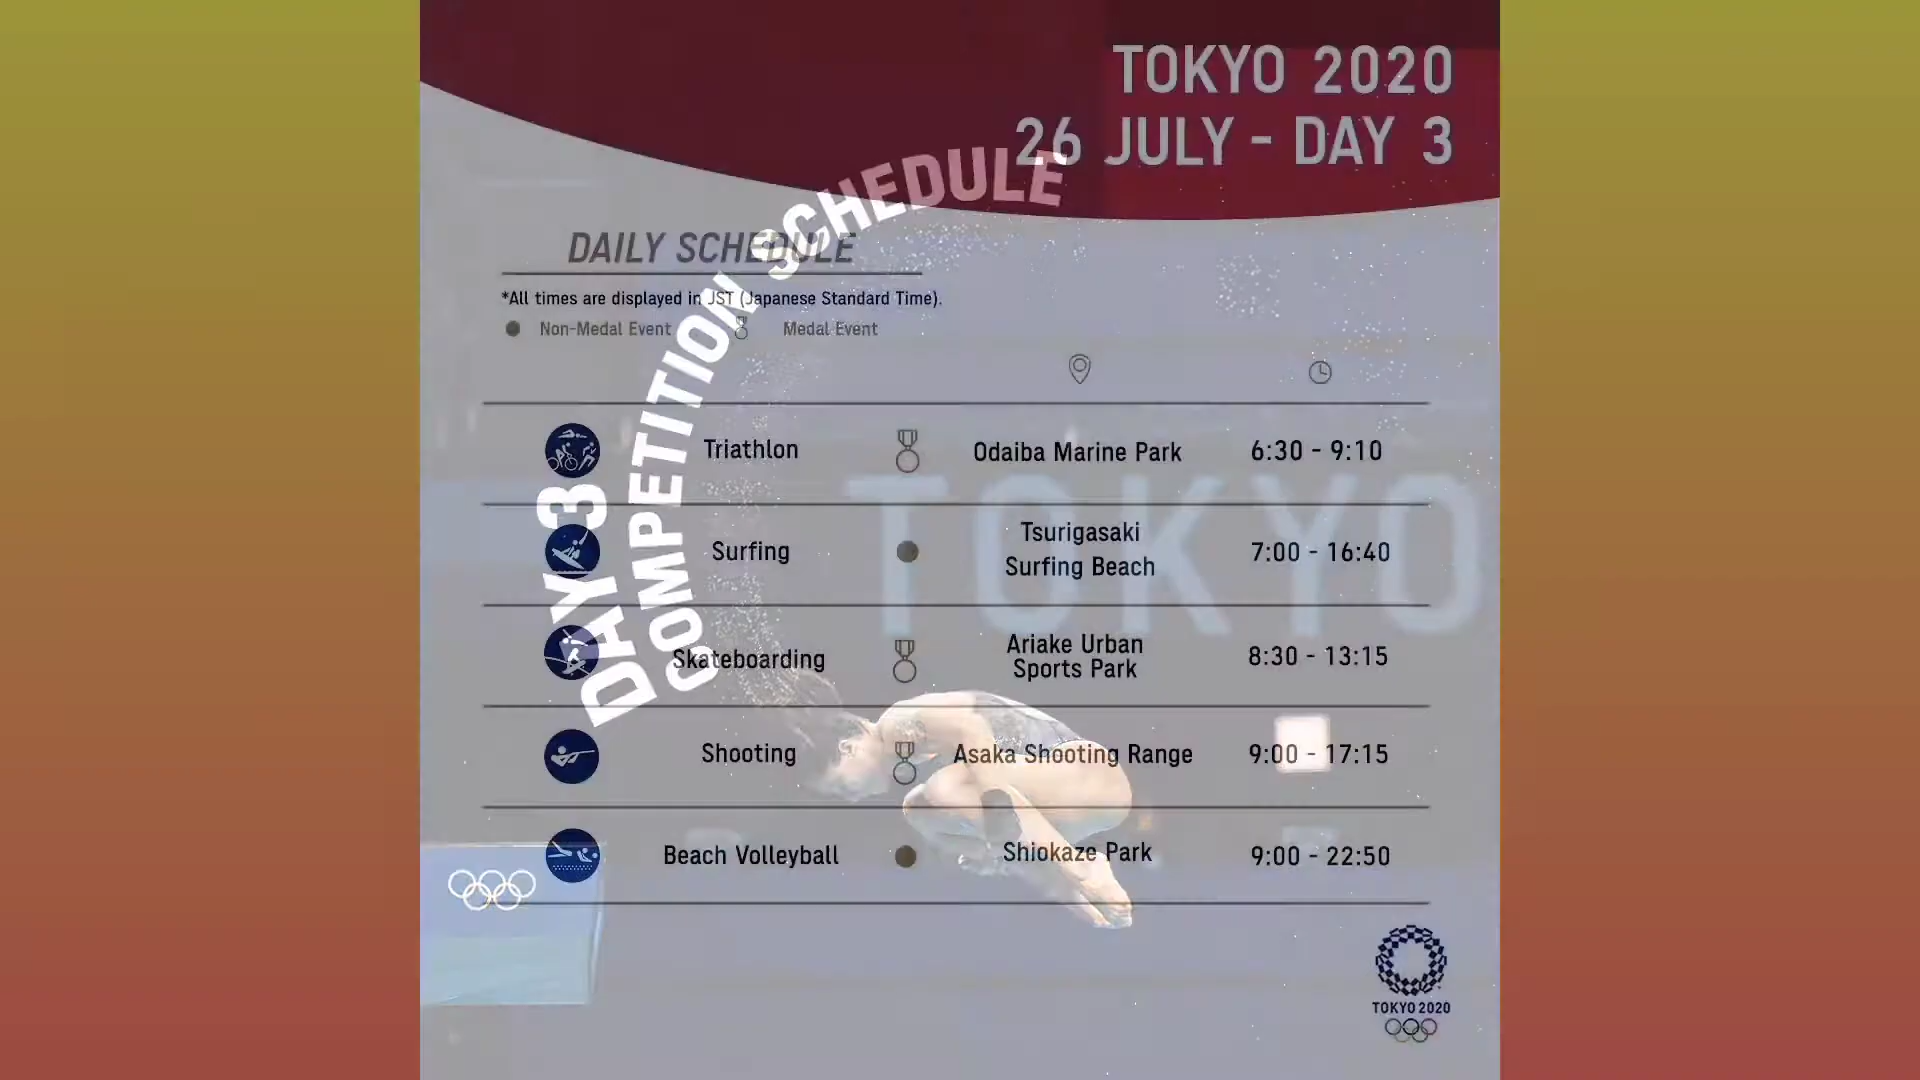 TOKYO 2020
26 JULY - DAY 3
DAY 3
COMPETITION SCHEDULE
DAILY SCHEDULE
*All times are displayed in JST (Japanese Standard Time).
Non-Medal Event Medal Event
Triathlon Odaiba Marine Park 6:30 - 9:10
Surfing Tsurigasaki Surfing Beach 7:00 - 16:40
Skateboarding Ariake Urban Sports Park 8:30 - 13:15
Shooting Asaka Shooting Range 9:00 - 17:15
Beach Volleyball Shiokaze Park 9:00 - 22:50
TOKYO
TOKYO 2020